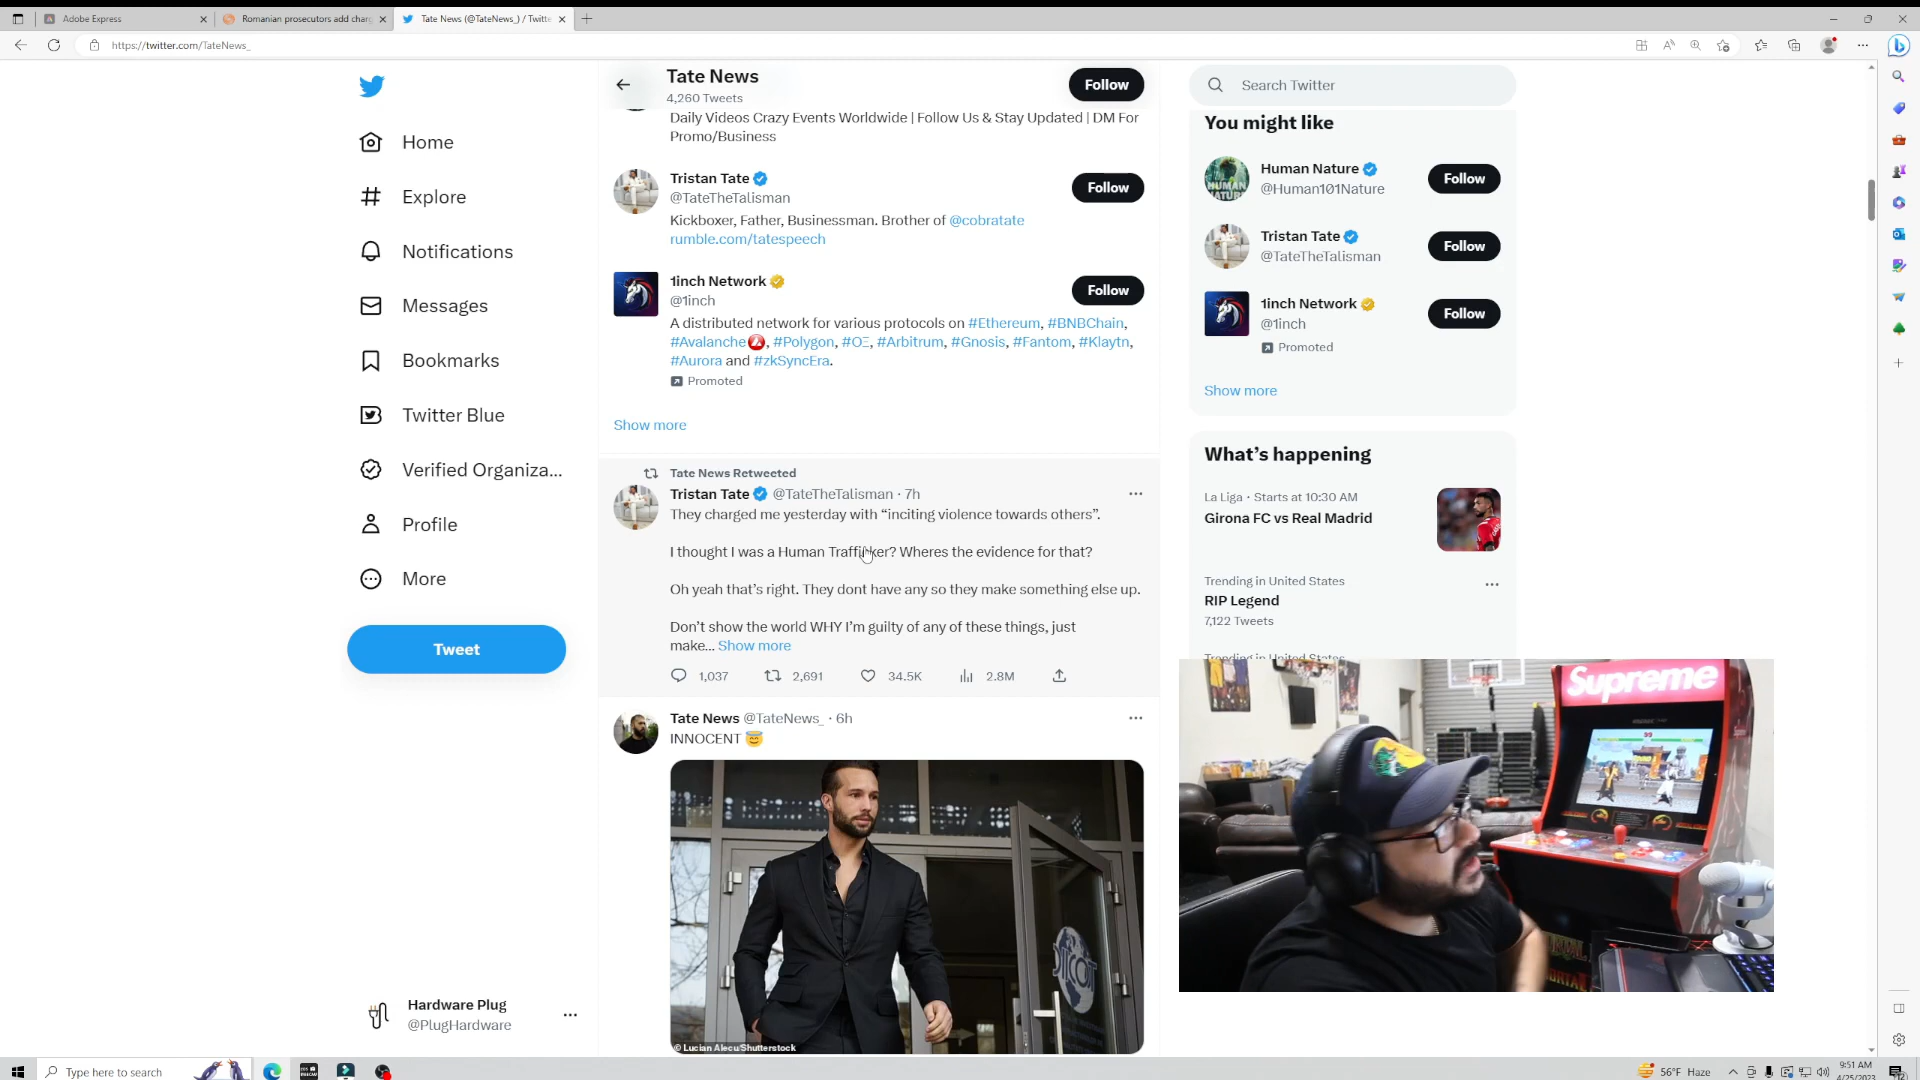 Adobe Express
Romanian prosecutors add charg
Tate News (@TateNews_) / Twitte
https://twitter.com/TateNews_
Home
Explore
Notifications
Messages
Bookmarks
Twitter Blue
Verified Organiza...
Profile
More
Tweet
Hardware Plug
@PlugHardware
Tate News
4,260 Tweets
Follow
Daily Videos Crazy Events Worldwide | Follow Us & Stay Updated | DM For
Promo/Business
Tristan Tate
@TateTheTalisman
Follow
Kickboxer, Father, Businessman. Brother of @cobratate
rumble.com/tatespeech
1inch Network
@1inch
Follow
A distributed network for various protocols on #Ethereum, #BNBChain,
#Avalanche, #Polygon, #OΞ, #Arbitrum, #Gnosis, #Fantom, #Klaytn,
#Aurora and #zkSyncEra.
Promoted
Show more
Tate News Retweeted
Tristan Tate @TateTheTalisman · 7h
They charged me yesterday with “inciting violence towards others”.
I thought I was a Human Trafficker? Wheres the evidence for that?
Oh yeah that’s right. They dont have any so they make something else up.
Don’t show the world WHY I’m guilty of any of these things, just
make... Show more
1,037 2,691 34.5K 2.8M
Tate News @TateNews_ · 6h
INNOCENT 😇
© Lucian Alecu/Shutterstock
Search Twitter
You might like
Human Nature
@Human101Nature
Follow
Tristan Tate
@TateTheTalisman
Follow
1inch Network
@1inch
Promoted
Follow
Show more
What’s happening
La Liga · Starts at 10:30 AM
Girona FC vs Real Madrid
Trending in United States
RIP Legend
7,122 Tweets
Trending in United States
Supreme
Type here to search
56°F Haze
9:51 AM
4/25/2023